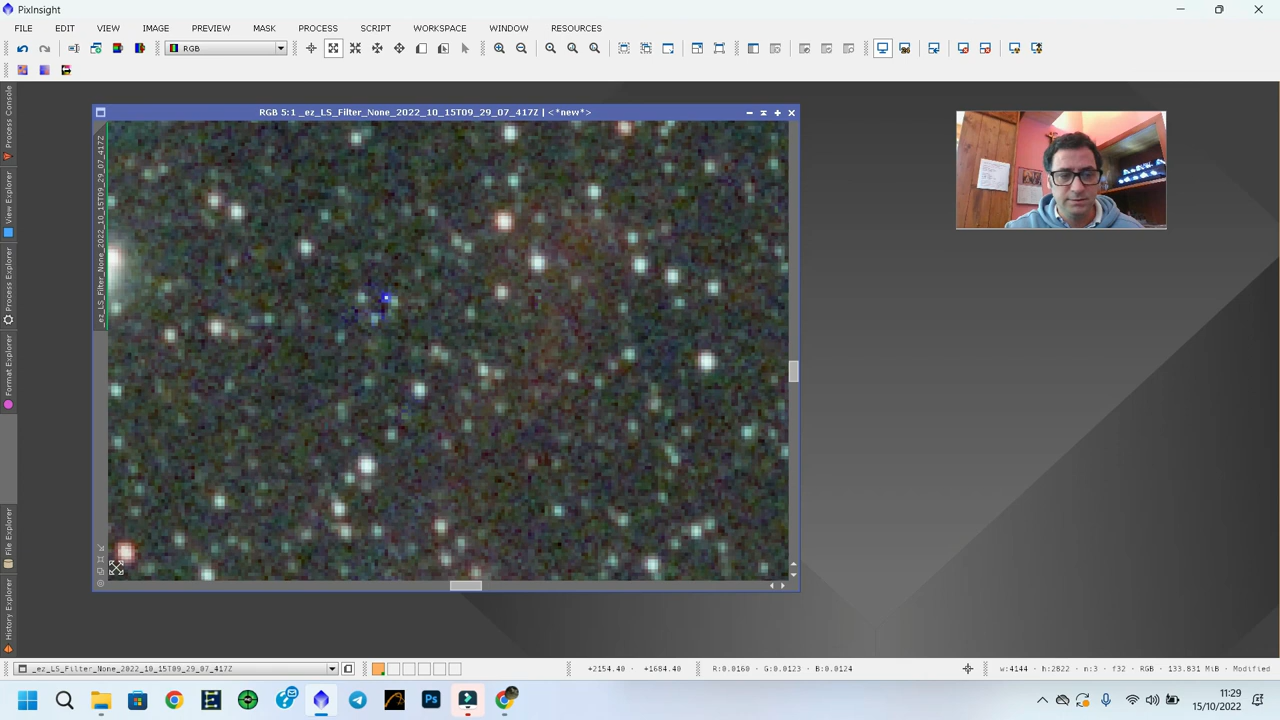 PixInsight
FILE EDIT VIEW IMAGE PREVIEW MASK PROCESS SCRIPT WORKSPACE WINDOW RESOURCES
RGB
RGB 5:1 _ez_LS_Filter_None_2022_10_15T09_29_07_417Z | <*new*>
_ez_LS_Filter_None_2022_10_15T09_29_07_417Z
Process Console
View Explorer
Process Explorer
Format Explorer
File Explorer
History Explorer
_ez_LS_Filter_None_2022_10_15T09_29_07_417Z
+2154.40 +1684.40
R:0.0160 · G:0.0123 · B:0.0124
w:4144 · h:2822 · n:3 · f32 · RGB · 133.831 MiB · Modified
Ps
11:29
15/10/2022